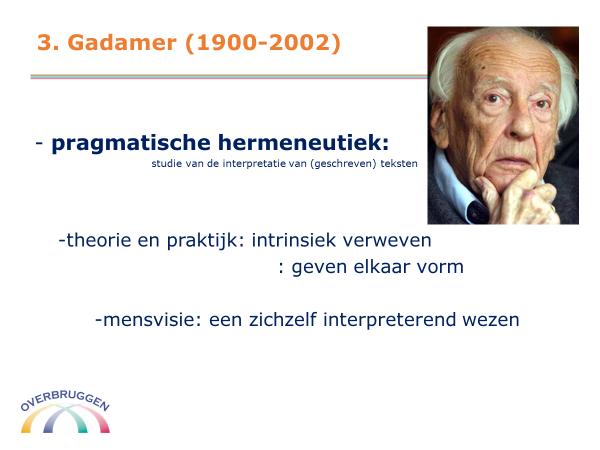 3. Gadamer (1900-2002)
- pragmatische hermeneutiek:
studie van de interpretatie van (geschreven) teksten
-theorie en praktijk: intrinsiek verweven
: geven elkaar vorm
-mensvisie: een zichzelf interpreterend wezen
OVERBRUGGEN